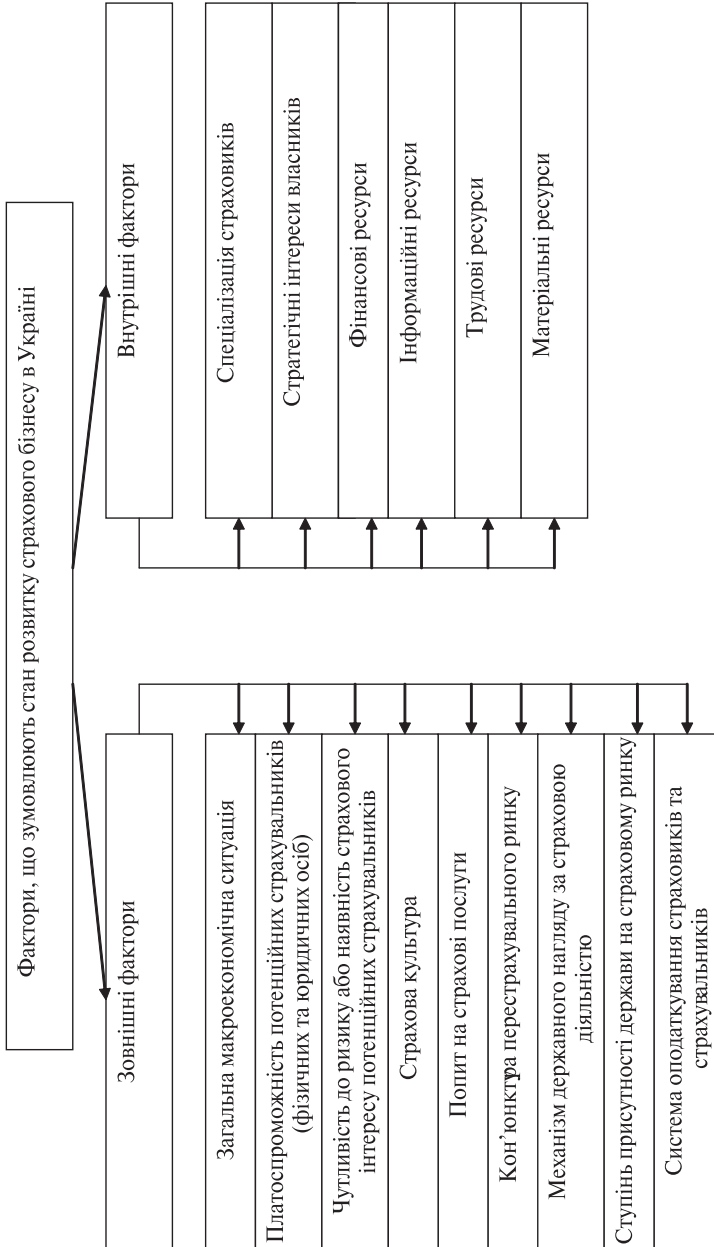 Фактори, що зумовлюють стан розвитку страхового бізнесу в Україні
Зовнішні фактори
Загальна макроекономічна ситуація
Платоспроможність потенційних страхувальників
(фізичних та юридичних осіб)
Чутливість до ризику або наявність страхового
інтересу потенційних страхувальників
Страхова культура
Попит на страхові послуги
Кон’юнктура перестрахувального ринку
Механізм державного нагляду за страховою
діяльністю
Ступінь присутності держави на страховому ринку
Система оподаткування страховиків та
страхувальників
Внутрішні фактори
Спеціалізація страховиків
Стратегічні інтереси власників
Фінансові ресурси
Інформаційні ресурси
Трудові ресурси
Матеріальні ресурси